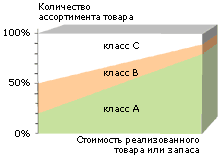 Количество
ассортимента товара
100%
класс С
50%
класс В
класс А
0%
Стоимость реализованного
товара или запаса